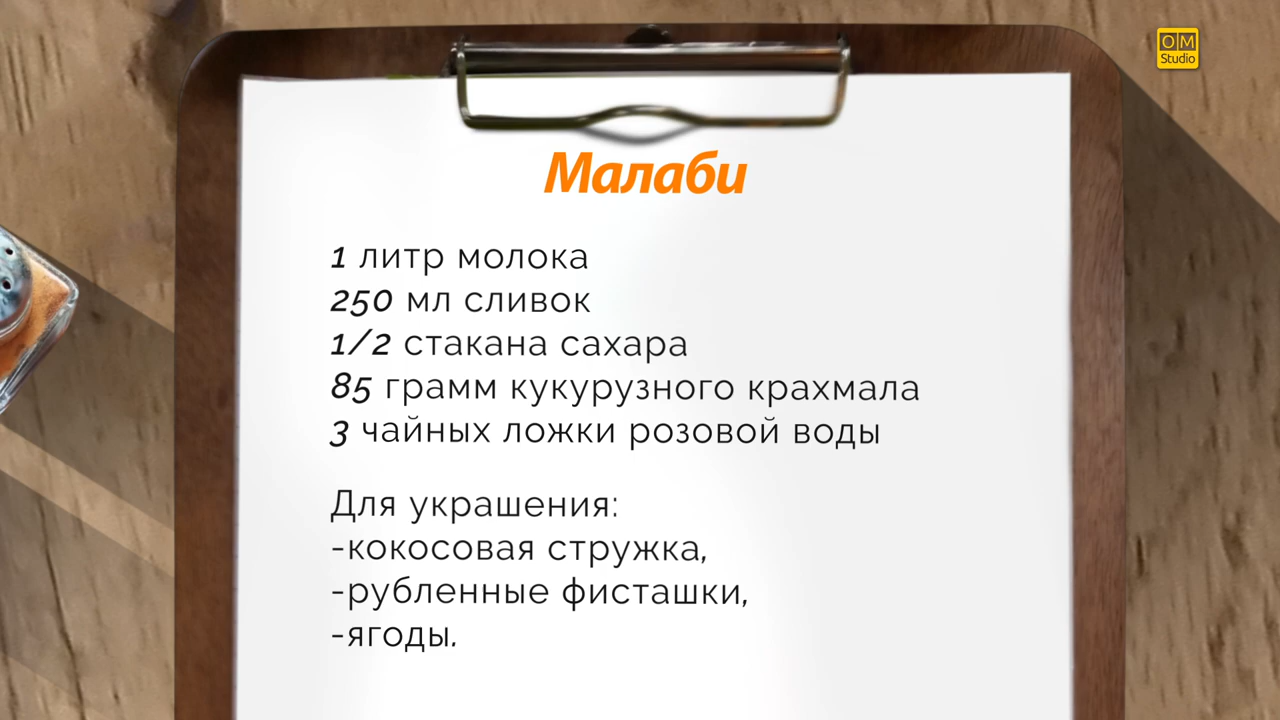 OM
Studio
Малаби
1 литр молока
250 мл сливок
1/2 стакана сахара
85 грамм кукурузного крахмала
3 чайных ложки розовой воды
Для украшения:
-кокосовая стружка,
-рубленные фисташки,
-ягоды.